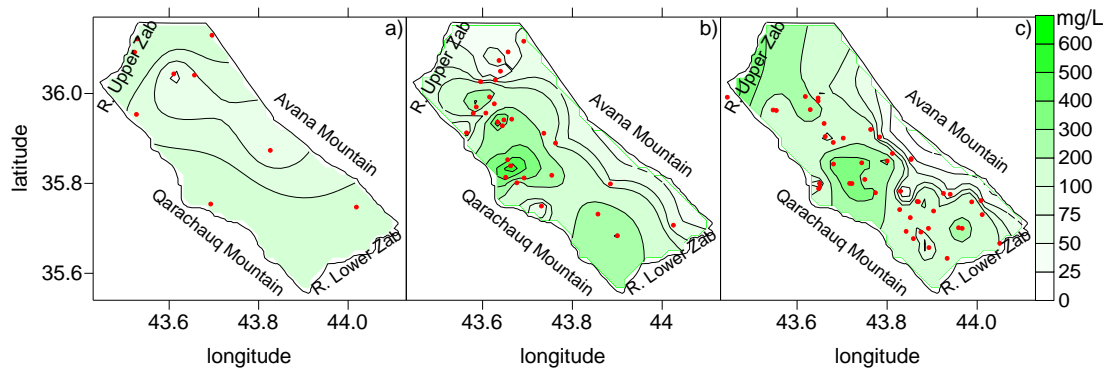 a)
b)
c)
mg/L
600
500
400
300
200
100
75
50
25
0
R. Upper Zab
Avana Mountain
Qarachauq Mountain
R. Lower Zab
R. Upper Zab
Avana Mountain
Qarachauq Mountain
R. Lower Zab
R. Upper Zab
Avana Mountain
Qarachauq Mountain
R. Lower Zab
latitude
36.0
35.8
35.6
43.6 43.8 44.0
43.6 43.8 44
43.6 43.8 44.0
longitude
longitude
longitude